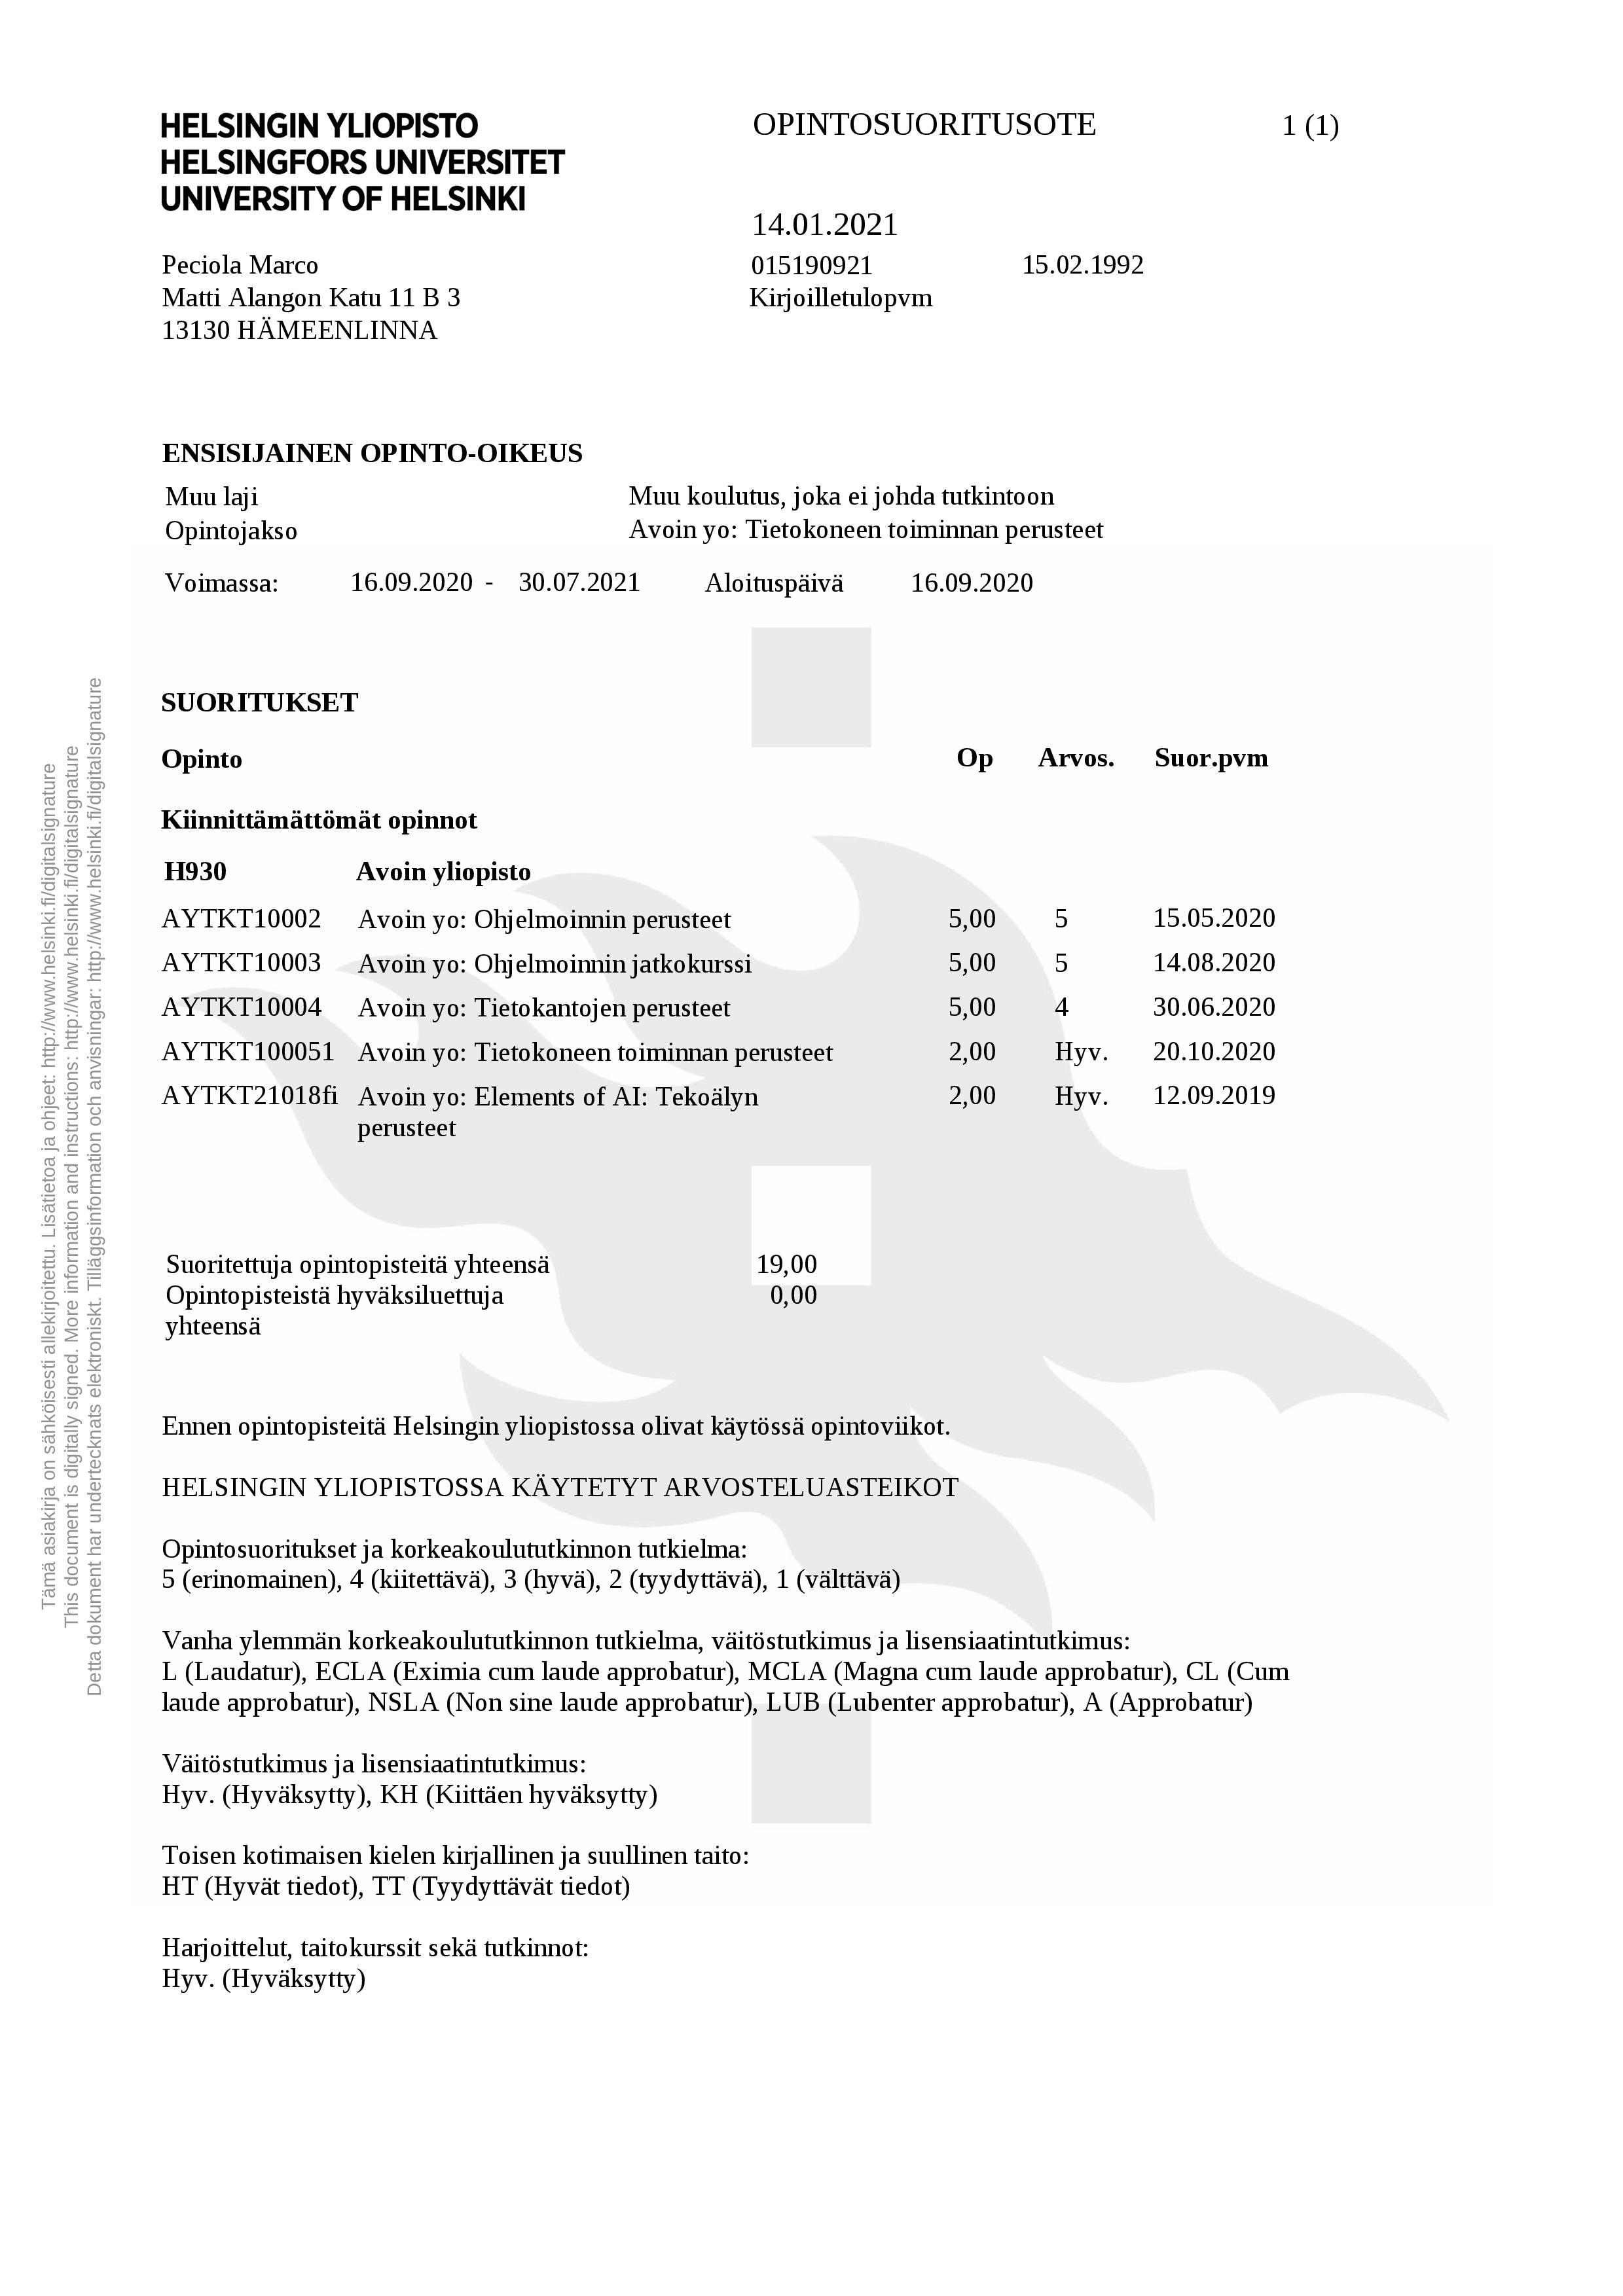 HELSINGIN YLIOPISTO
HELSINGFORS UNIVERSITET
UNIVERSITY OF HELSINKI
OPINTOSUORITUSOTE 1 (1)
14.01.2021
Peciola Marco 015190921 15.02.1992
Matti Alangon Katu 11 B 3 Kirjoilletulopvm
13130 HÄMEENLINNA
ENSISIJAINEN OPINTO-OIKEUS
Muu laji Muu koulutus, joka ei johda tutkintoon
Opintojakso Avoin yo: Tietokoneen toiminnan perusteet
Voimassa: 16.09.2020 - 30.07.2021 Aloituspäivä 16.09.2020
SUORITUKSET
Opinto Op Arvos. Suor.pvm
Kiinnittämättömät opinnot
H930 Avoin yliopisto
AYTKT10002 Avoin yo: Ohjelmoinnin perusteet 5,00 5 15.05.2020
AYTKT10003 Avoin yo: Ohjelmoinnin jatkokurssi 5,00 5 14.08.2020
AYTKT10004 Avoin yo: Tietokantojen perusteet 5,00 4 30.06.2020
AYTKT100051 Avoin yo: Tietokoneen toiminnan perusteet 2,00 Hyv. 20.10.2020
AYTKT21018fi Avoin yo: Elements of AI: Tekoälyn 2,00 Hyv. 12.09.2019
perusteet
Suoritettuja opintopisteitä yhteensä 19,00
Opintopisteistä hyväksiluettuja 0,00
yhteensä
Ennen opintopisteitä Helsingin yliopistossa olivat käytössä opintoviikot.
HELSINGIN YLIOPISTOSSA KÄYTETYT ARVOSTELUASTEIKOT
Opintosuoritukset ja korkeakoulututkinnon tutkielma:
5 (erinomainen), 4 (kiitettävä), 3 (hyvä), 2 (tyydyttävä), 1 (välttävä)
Vanha ylemmän korkeakoulututkinnon tutkielma, väitöstutkimus ja lisensiaatintutkimus:
L (Laudatur), ECLA (Eximia cum laude approbatur), MCLA (Magna cum laude approbatur), CL (Cum
laude approbatur), NSLA (Non sine laude approbatur), LUB (Lubenter approbatur), A (Approbatur)
Väitöstutkimus ja lisensiaatintutkimus:
Hyv. (Hyväksytty), KH (Kiittäen hyväksytty)
Toisen kotimaisen kielen kirjallinen ja suullinen taito:
HT (Hyvät tiedot), TT (Tyydyttävät tiedot)
Harjoittelut, taitokurssit sekä tutkinnot:
Hyv. (Hyväksytty)
Tämä asiakirja on sähköisesti allekirjoitettu. Lisätietoa ja ohjeet: http://www.helsinki.fi/digitalsignature
This document is digitally signed. More information and instructions: http://www.helsinki.fi/digitalsignature
Detta dokument har undertecknats elektroniskt. Tilläggsinformation och anvisningar: http://www.helsinki.fi/digitalsignature